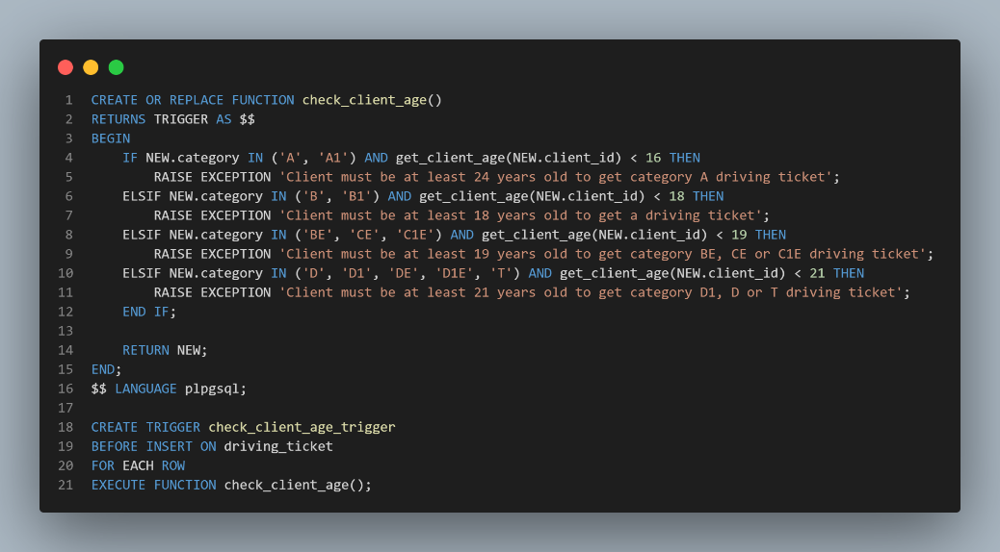 1 CREATE OR REPLACE FUNCTION check_client_age()
2 RETURNS TRIGGER AS $$
3 BEGIN
4     IF NEW.category IN ('A', 'A1') AND get_client_age(NEW.client_id) < 16 THEN
5         RAISE EXCEPTION 'Client must be at least 24 years old to get category A driving ticket';
6     ELSIF NEW.category IN ('B', 'B1') AND get_client_age(NEW.client_id) < 18 THEN
7         RAISE EXCEPTION 'Client must be at least 18 years old to get a driving ticket';
8     ELSIF NEW.category IN ('BE', 'CE', 'C1E') AND get_client_age(NEW.client_id) < 19 THEN
9         RAISE EXCEPTION 'Client must be at least 19 years old to get category BE, CE or C1E driving ticket';
10     ELSIF NEW.category IN ('D', 'D1', 'DE', 'D1E', 'T') AND get_client_age(NEW.client_id) < 21 THEN
11         RAISE EXCEPTION 'Client must be at least 21 years old to get category D1, D or T driving ticket';
12     END IF;
13
14     RETURN NEW;
15 END;
16 $$ LANGUAGE plpgsql;
17
18 CREATE TRIGGER check_client_age_trigger
19 BEFORE INSERT ON driving_ticket
20 FOR EACH ROW
21 EXECUTE FUNCTION check_client_age();